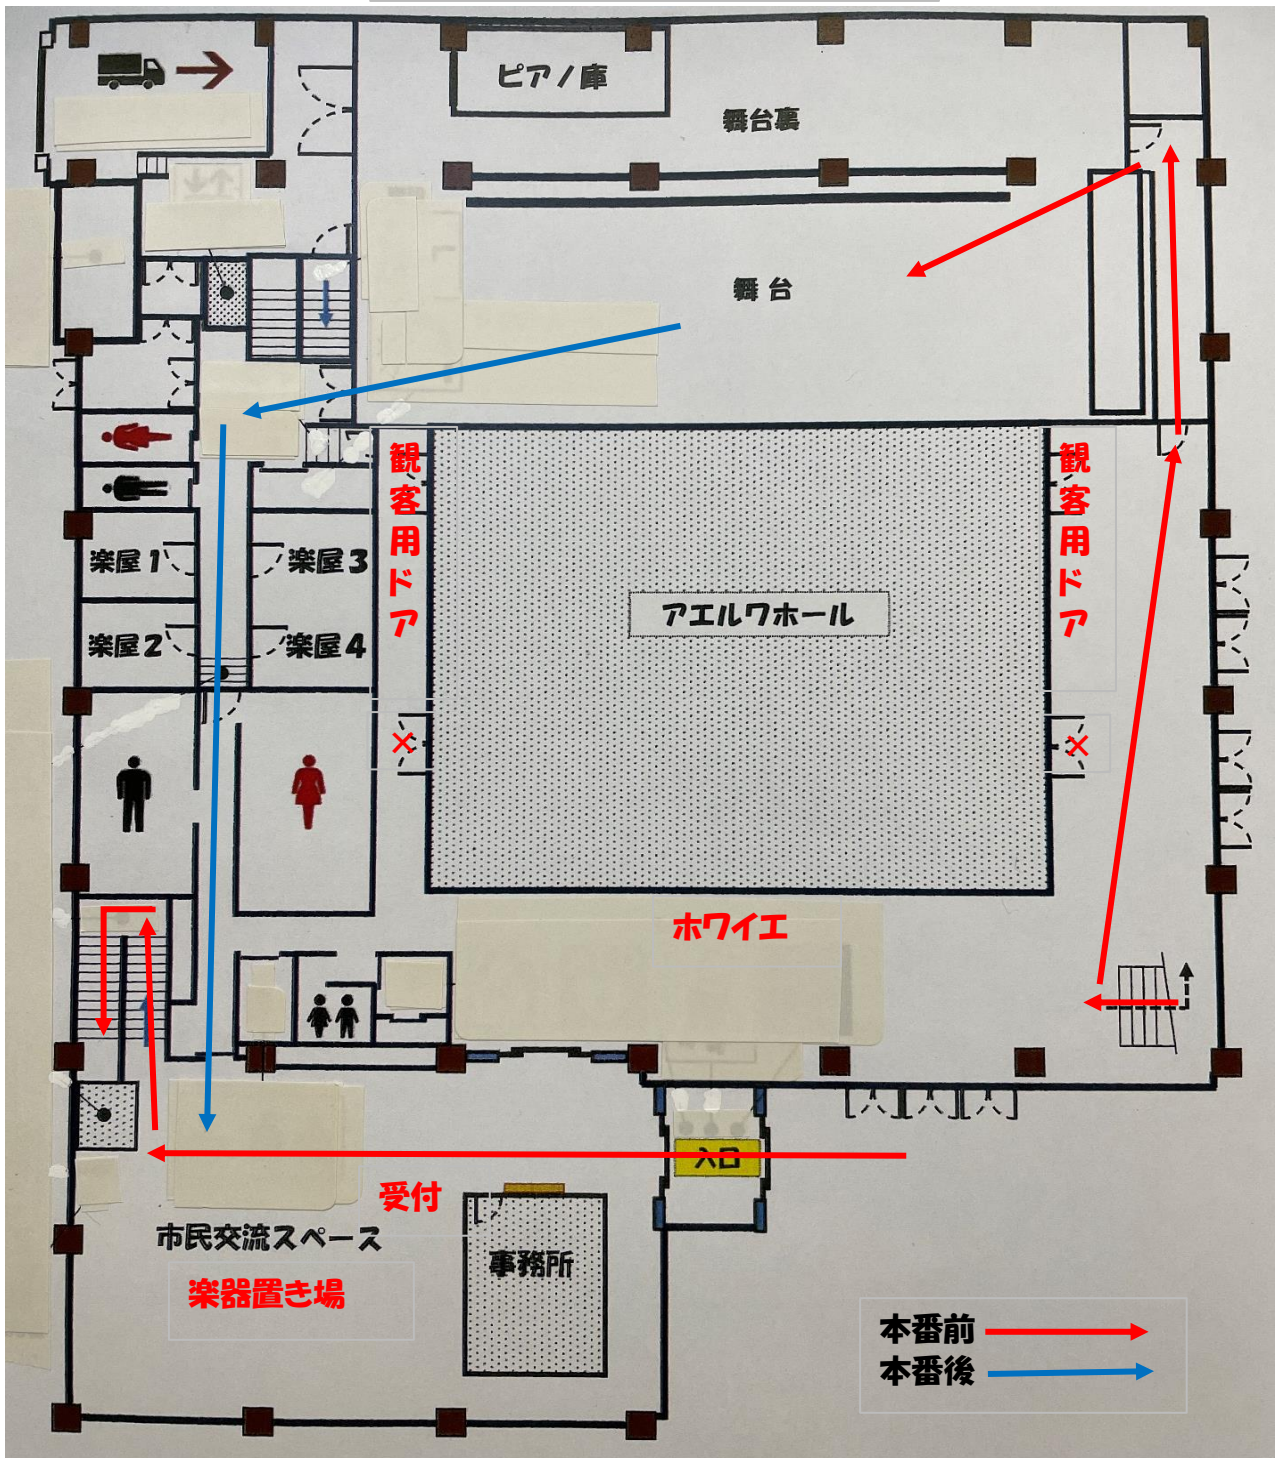 ピアノ庫
舞台裏
舞台
観客用ドア
観客用ドア
楽屋1
楽屋3
アエルワホール
楽屋2
楽屋4
×
×
ホワイエ
入口
受付
市民交流スペース
事務所
楽器置き場
本番前
本番後